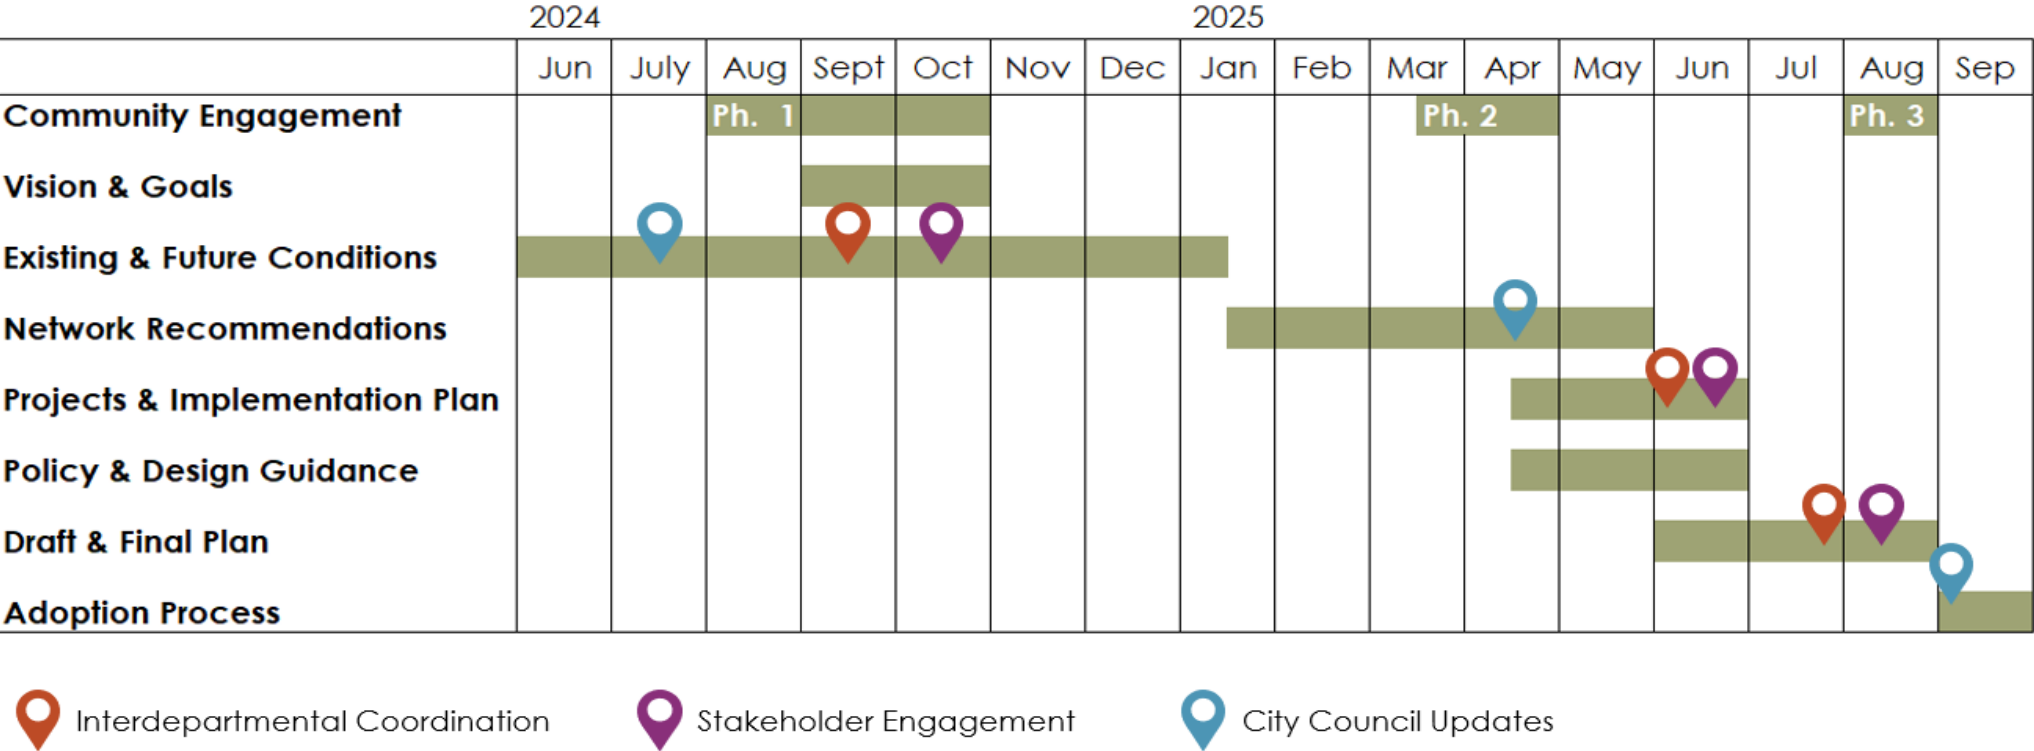 2024 2025
Jun July Aug Sept Oct Nov Dec Jan Feb Mar Apr May Jun Jul Aug Sep
Community Engagement Ph. 1 Ph. 2 Ph. 3
Vision & Goals
Existing & Future Conditions
Network Recommendations
Projects & Implementation Plan
Policy & Design Guidance
Draft & Final Plan
Adoption Process
Interdepartmental Coordination Stakeholder Engagement City Council Updates